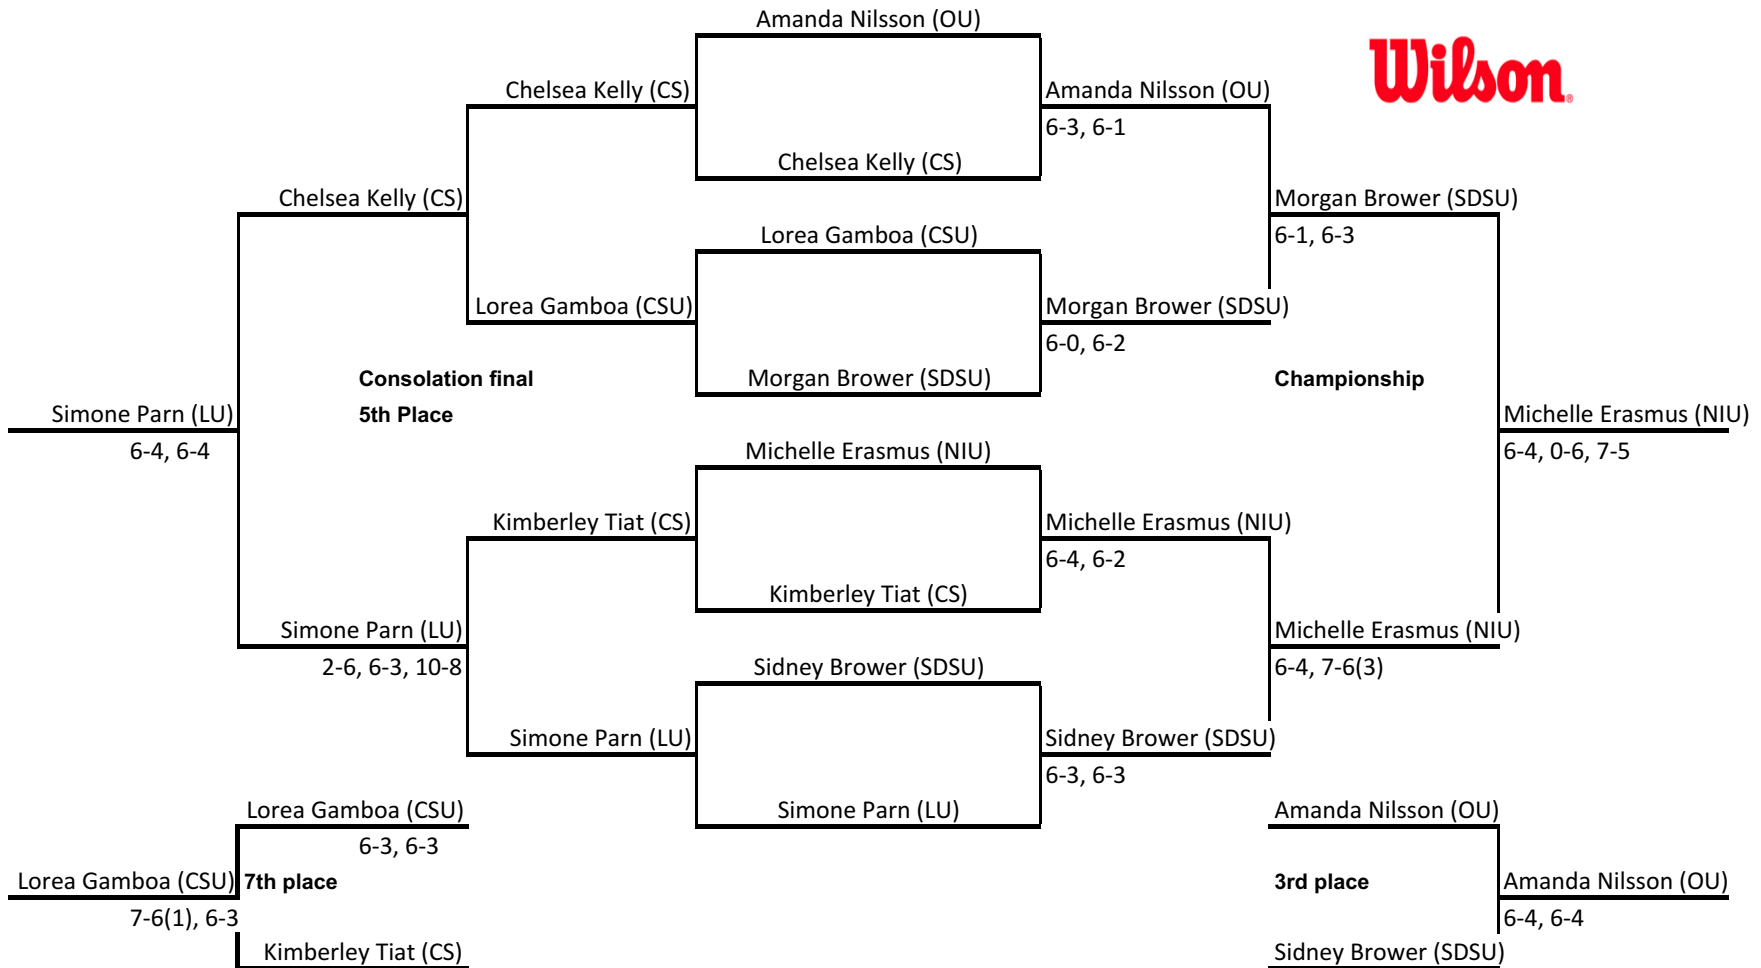 Amanda Nilsson (OU)
Wilson®
Chelsea Kelly (CS)
Amanda Nilsson (OU)
6-3, 6-1
Chelsea Kelly (CS)
Chelsea Kelly (CS)
Morgan Brower (SDSU)
Lorea Gamboa (CSU)
6-1, 6-3
Lorea Gamboa (CSU)
Morgan Brower (SDSU)
6-0, 6-2
Consolation final
Morgan Brower (SDSU)
Championship
Simone Parn (LU)
5th Place
Michelle Erasmus (NIU)
6-4, 6-4
Michelle Erasmus (NIU)
6-4, 0-6, 7-5
Kimberley Tiat (CS)
Michelle Erasmus (NIU)
6-4, 6-2
Kimberley Tiat (CS)
Simone Parn (LU)
Michelle Erasmus (NIU)
2-6, 6-3, 10-8
Sidney Brower (SDSU)
6-4, 7-6(3)
Simone Parn (LU)
Sidney Brower (SDSU)
6-3, 6-3
Lorea Gamboa (CSU)
Simone Parn (LU)
Amanda Nilsson (OU)
6-3, 6-3
Lorea Gamboa (CSU)
7th place
3rd place
Amanda Nilsson (OU)
7-6(1), 6-3
6-4, 6-4
Kimberley Tiat (CS)
Sidney Brower (SDSU)